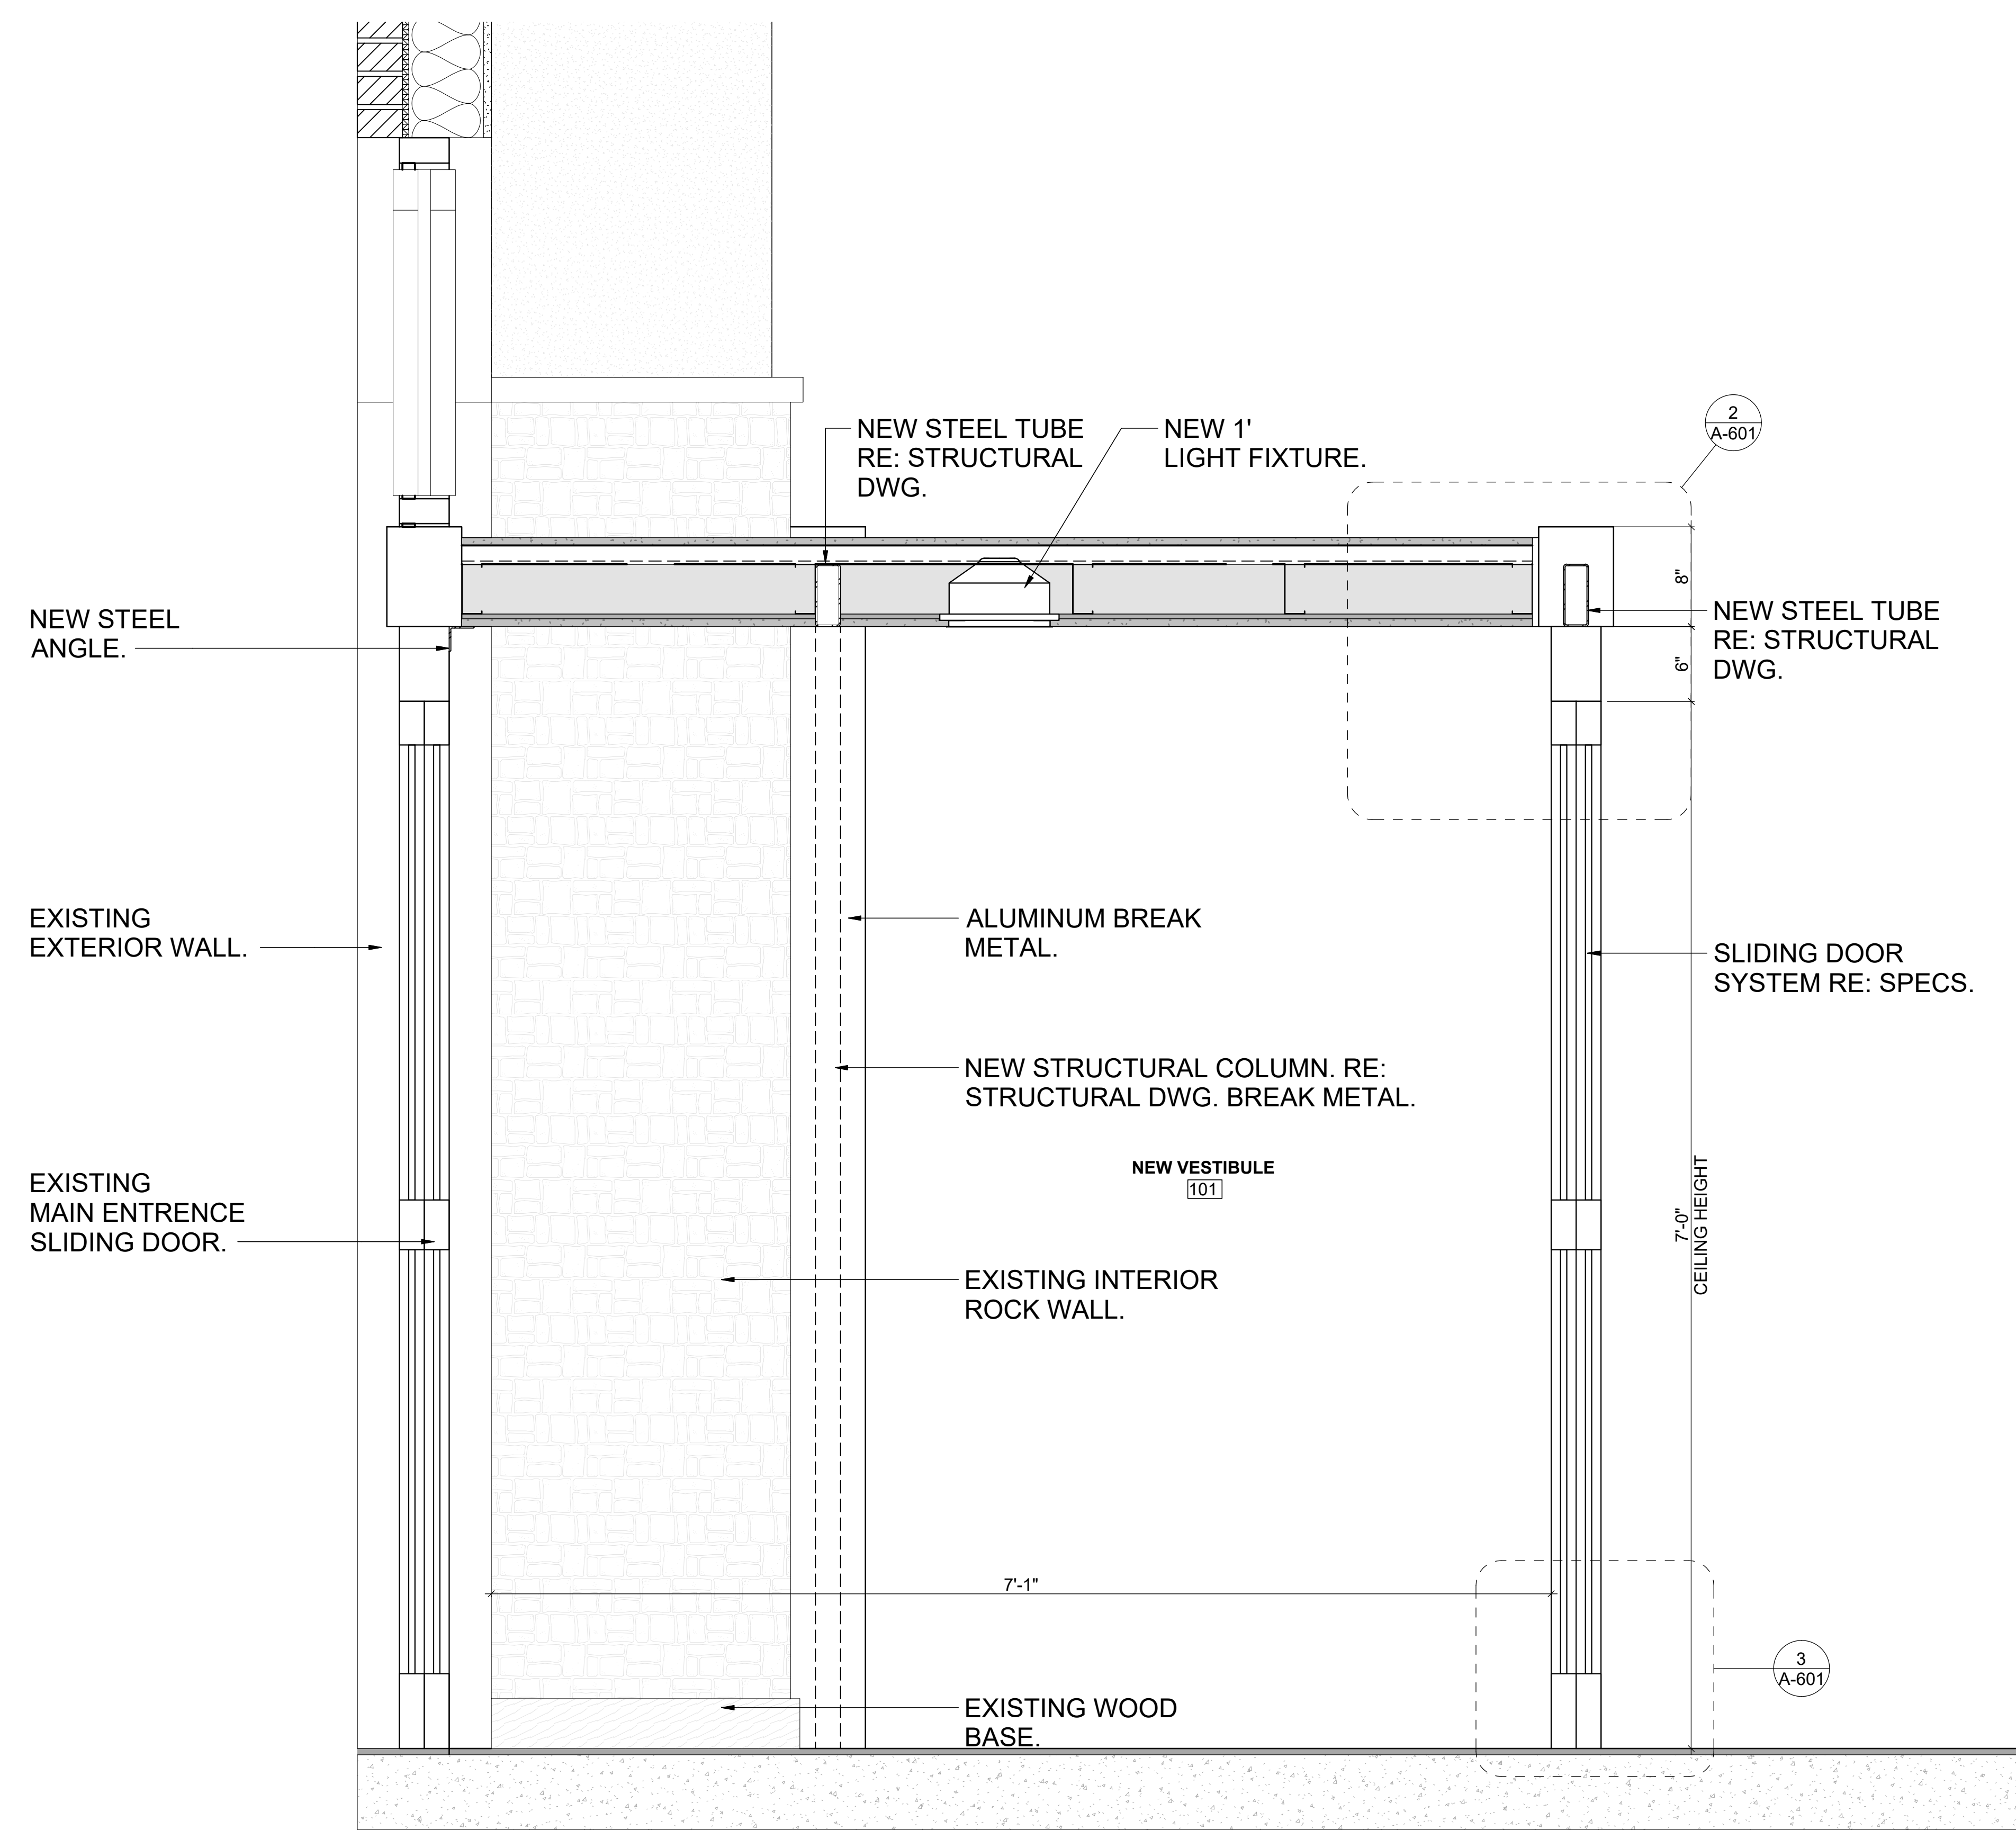 2
A-601
NEW STEEL TUBE
RE: STRUCTURAL
DWG.
NEW 1'
LIGHT FIXTURE.
8"
NEW STEEL
ANGLE.
NEW STEEL TUBE
RE: STRUCTURAL
DWG.
6"
EXISTING
EXTERIOR WALL.
ALUMINUM BREAK
METAL.
SLIDING DOOR
SYSTEM RE: SPECS.
NEW STRUCTURAL COLUMN. RE:
STRUCTURAL DWG. BREAK METAL.
NEW VESTIBULE
101
EXISTING
MAIN ENTRENCE
SLIDING DOOR.
7'-0"
CEILING HEIGHT
EXISTING INTERIOR
ROCK WALL.
7'-1"
3
A-601
EXISTING WOOD
BASE.